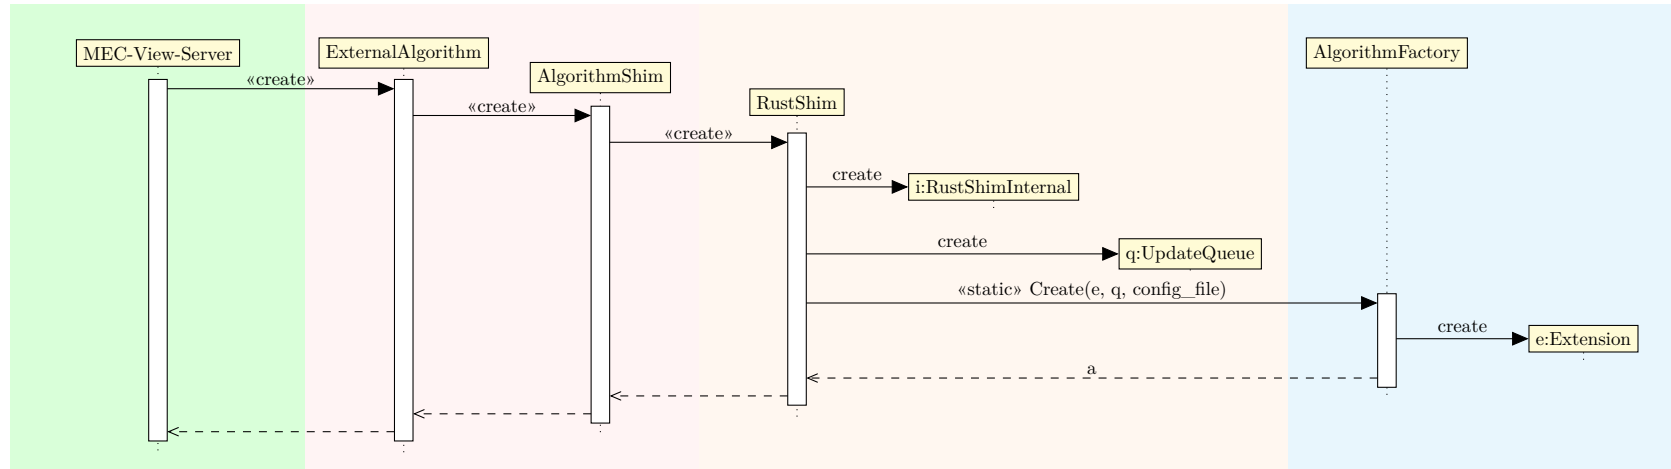 MEC-View-Server
ExternalAlgorithm
AlgorithmFactory
AlgorithmShim
«create»
RustShim
«create»
«create»
create
i:RustShimInternal
create
q:UpdateQueue
«static» Create(e, q, config_file)
create
e:Extension
a